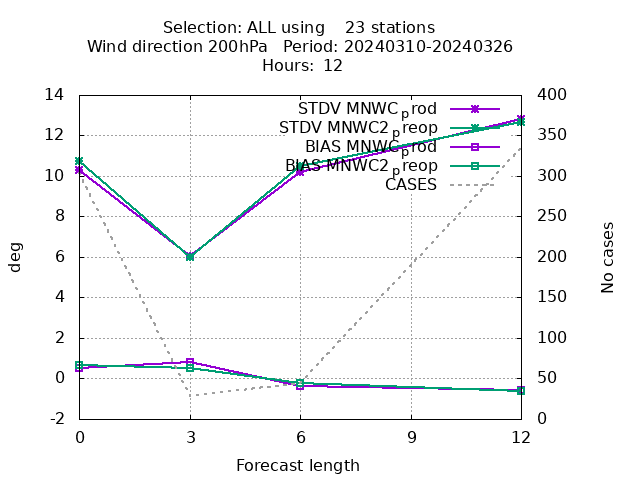 Selection: ALL using    23 stations
Wind direction 200hPa   Period: 20240310-20240326
Hours:  12
14
12
10
8
6
4
2
0
-2
400
350
300
250
200
150
100
50
0
STDV MNWC_prod
STDV MNWC2_preop
BIAS MNWC_prod
BIAS MNWC2_preop
CASES
deg
No cases
0 3 6 9 12
Forecast length